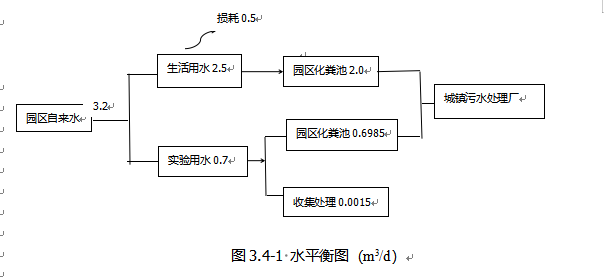 损耗 0.5
生活用水 2.5
园区化粪池 2.0
3.2
园区自来水
城镇污水处理厂
园区化粪池 0.6985
实验用水 0.7
收集处理 0.0015
图 3.4-1 水平衡图（m³/d）